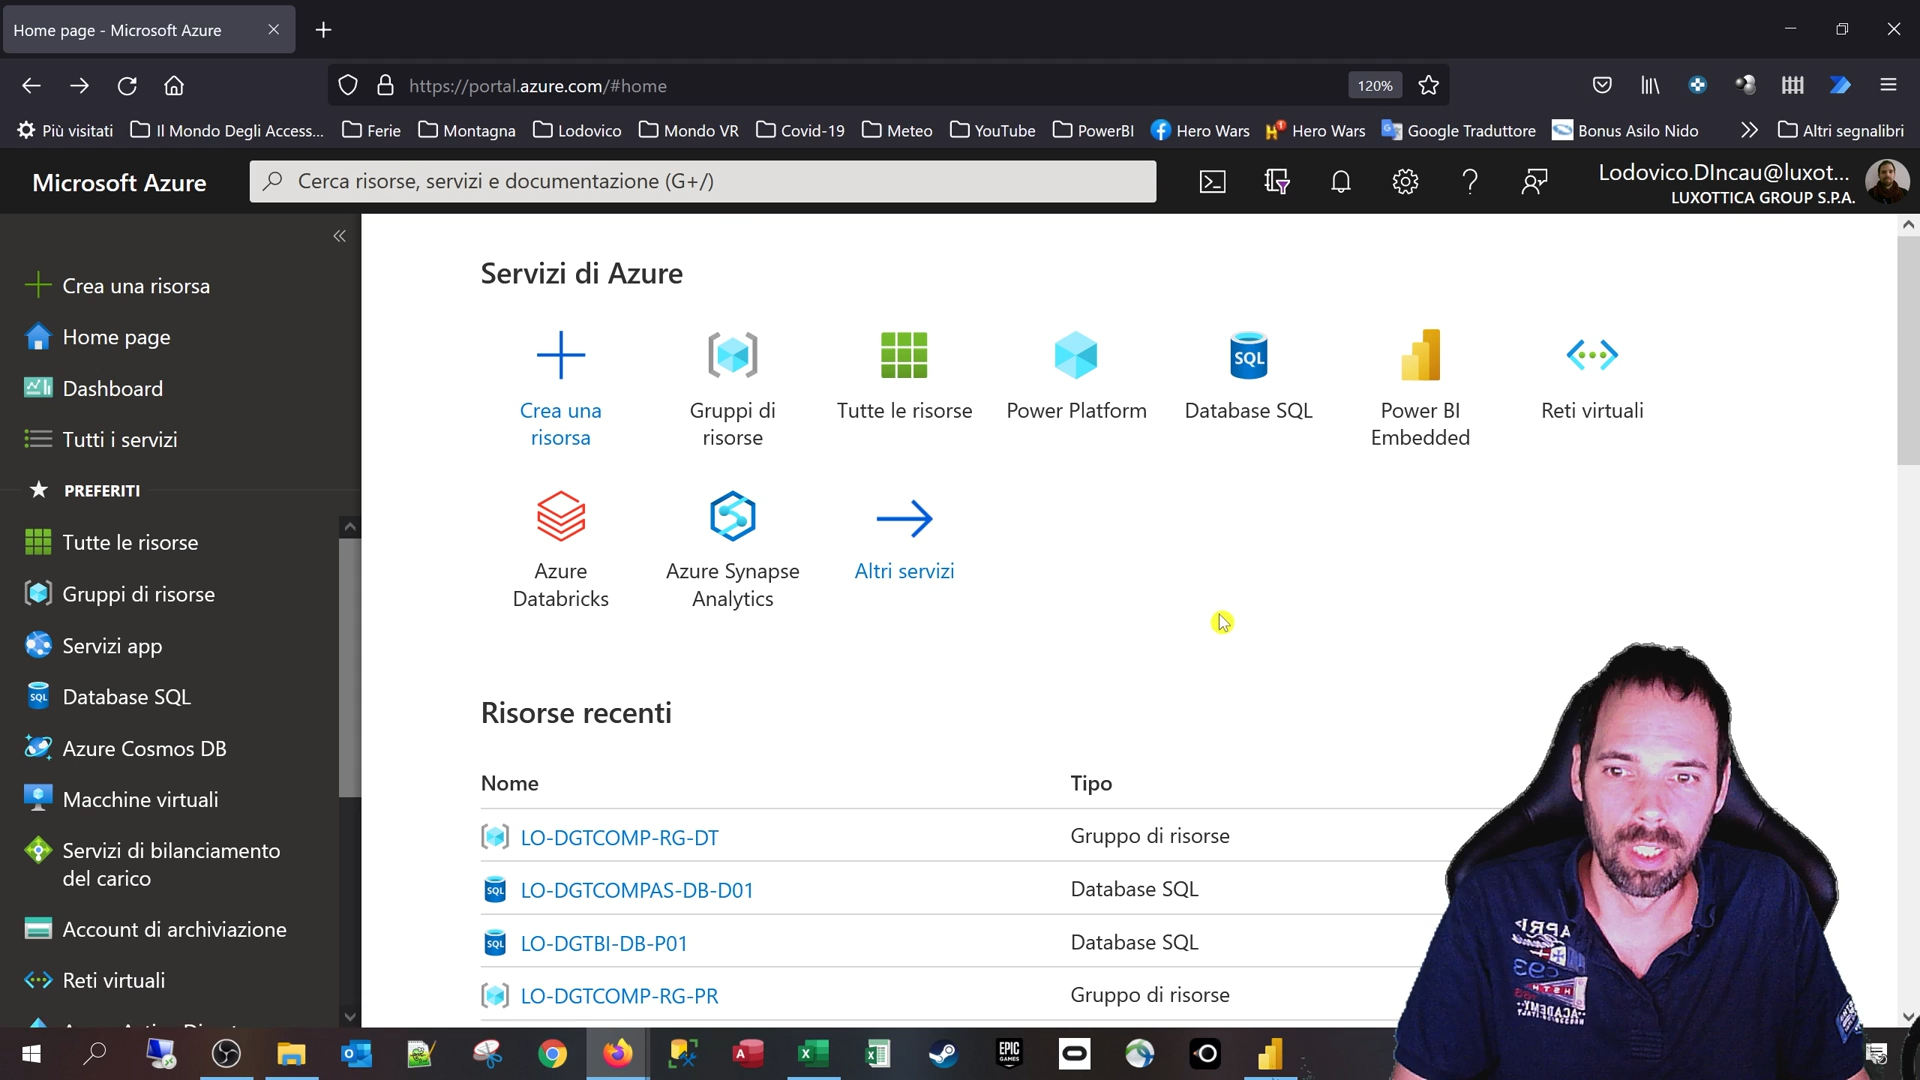 Home page - Microsoft Azure
https://portal.azure.com/#home
120%
Più visitati
Il Mondo Degli Access...
Ferie
Montagna
Lodovico
Mondo VR
Covid-19
Meteo
YouTube
PowerBI
Hero Wars
Hero Wars
Google Traduttore
Bonus Asilo Nido
Altri segnalibri
Microsoft Azure
Cerca risorse, servizi e documentazione (G+/)
Lodovico.DIncau@luxot...
LUXOTTICA GROUP S.P.A.
Crea una risorsa
Home page
Dashboard
Tutti i servizi
PREFERITI
Tutte le risorse
Gruppi di risorse
Servizi app
SQL
Database SQL
Azure Cosmos DB
Macchine virtuali
Servizi di bilanciamento
del carico
Account di archiviazione
Reti virtuali
Servizi di Azure
Crea una
risorsa
Gruppi di
risorse
Tutte le risorse
Power Platform
SQL
Database SQL
Power BI
Embedded
Reti virtuali
Azure
Databricks
Azure Synapse
Analytics
Altri servizi
Risorse recenti
Nome
Tipo
LO-DGTCOMP-RG-DT
Gruppo di risorse
SQL
LO-DGTCOMPAS-DB-D01
Database SQL
SQL
LO-DGTBI-DB-P01
Database SQL
LO-DGTCOMP-RG-PR
Gruppo di risorse
EPIC
GAMES